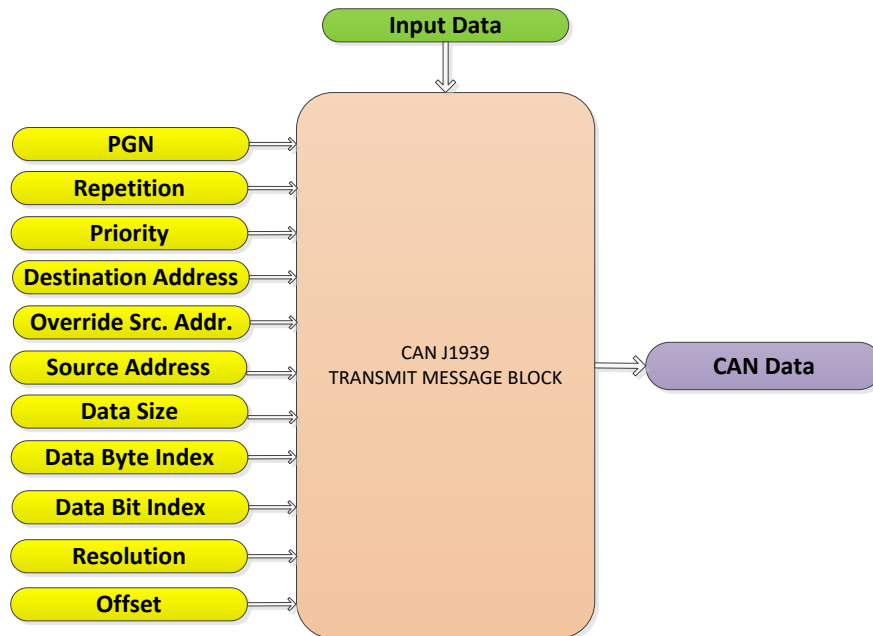 Input Data
PGN
Repetition
Priority
Destination Address
Override Src. Addr.
Source Address
Data Size
Data Byte Index
Data Bit Index
Resolution
Offset
CAN J1939
TRANSMIT MESSAGE BLOCK
CAN Data